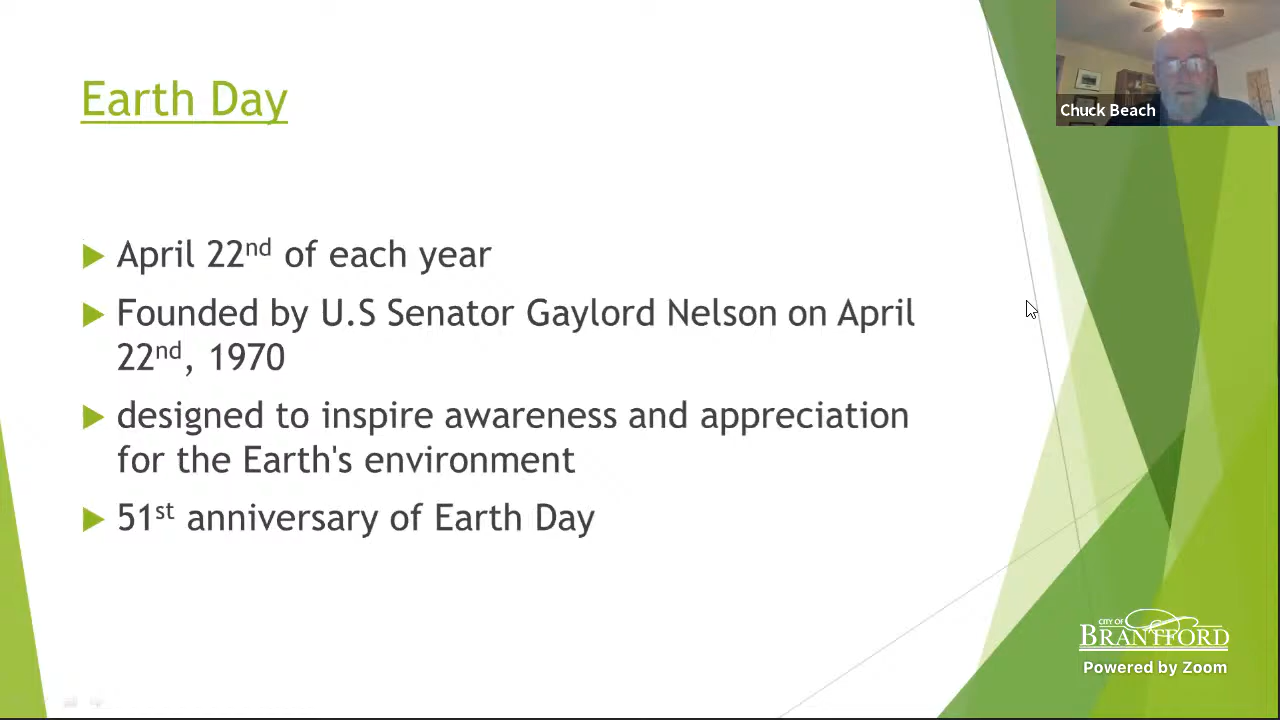 Earth Day
Chuck Beach
April 22nd of each year
Founded by U.S Senator Gaylord Nelson on April
22nd, 1970
designed to inspire awareness and appreciation
for the Earth's environment
51st anniversary of Earth Day
CITY OF
BRANTFORD
Powered by Zoom